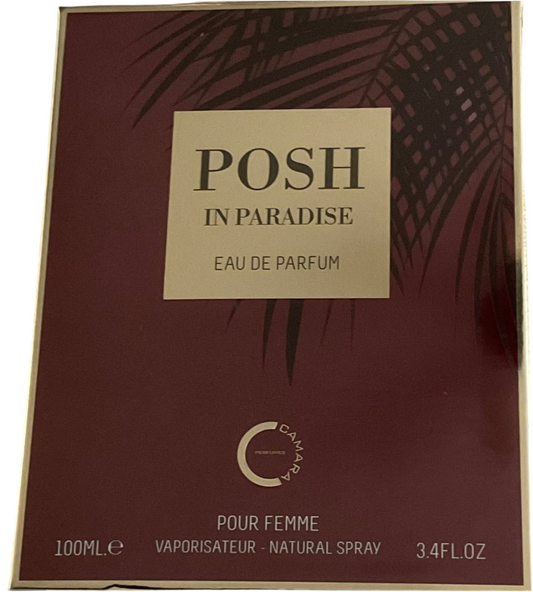 POSH
IN PARADISE
EAU DE PARFUM
CAMARA
POUR FEMME
100ML.e VAPORISATEUR - NATURAL SPRAY 3.4FL.OZ